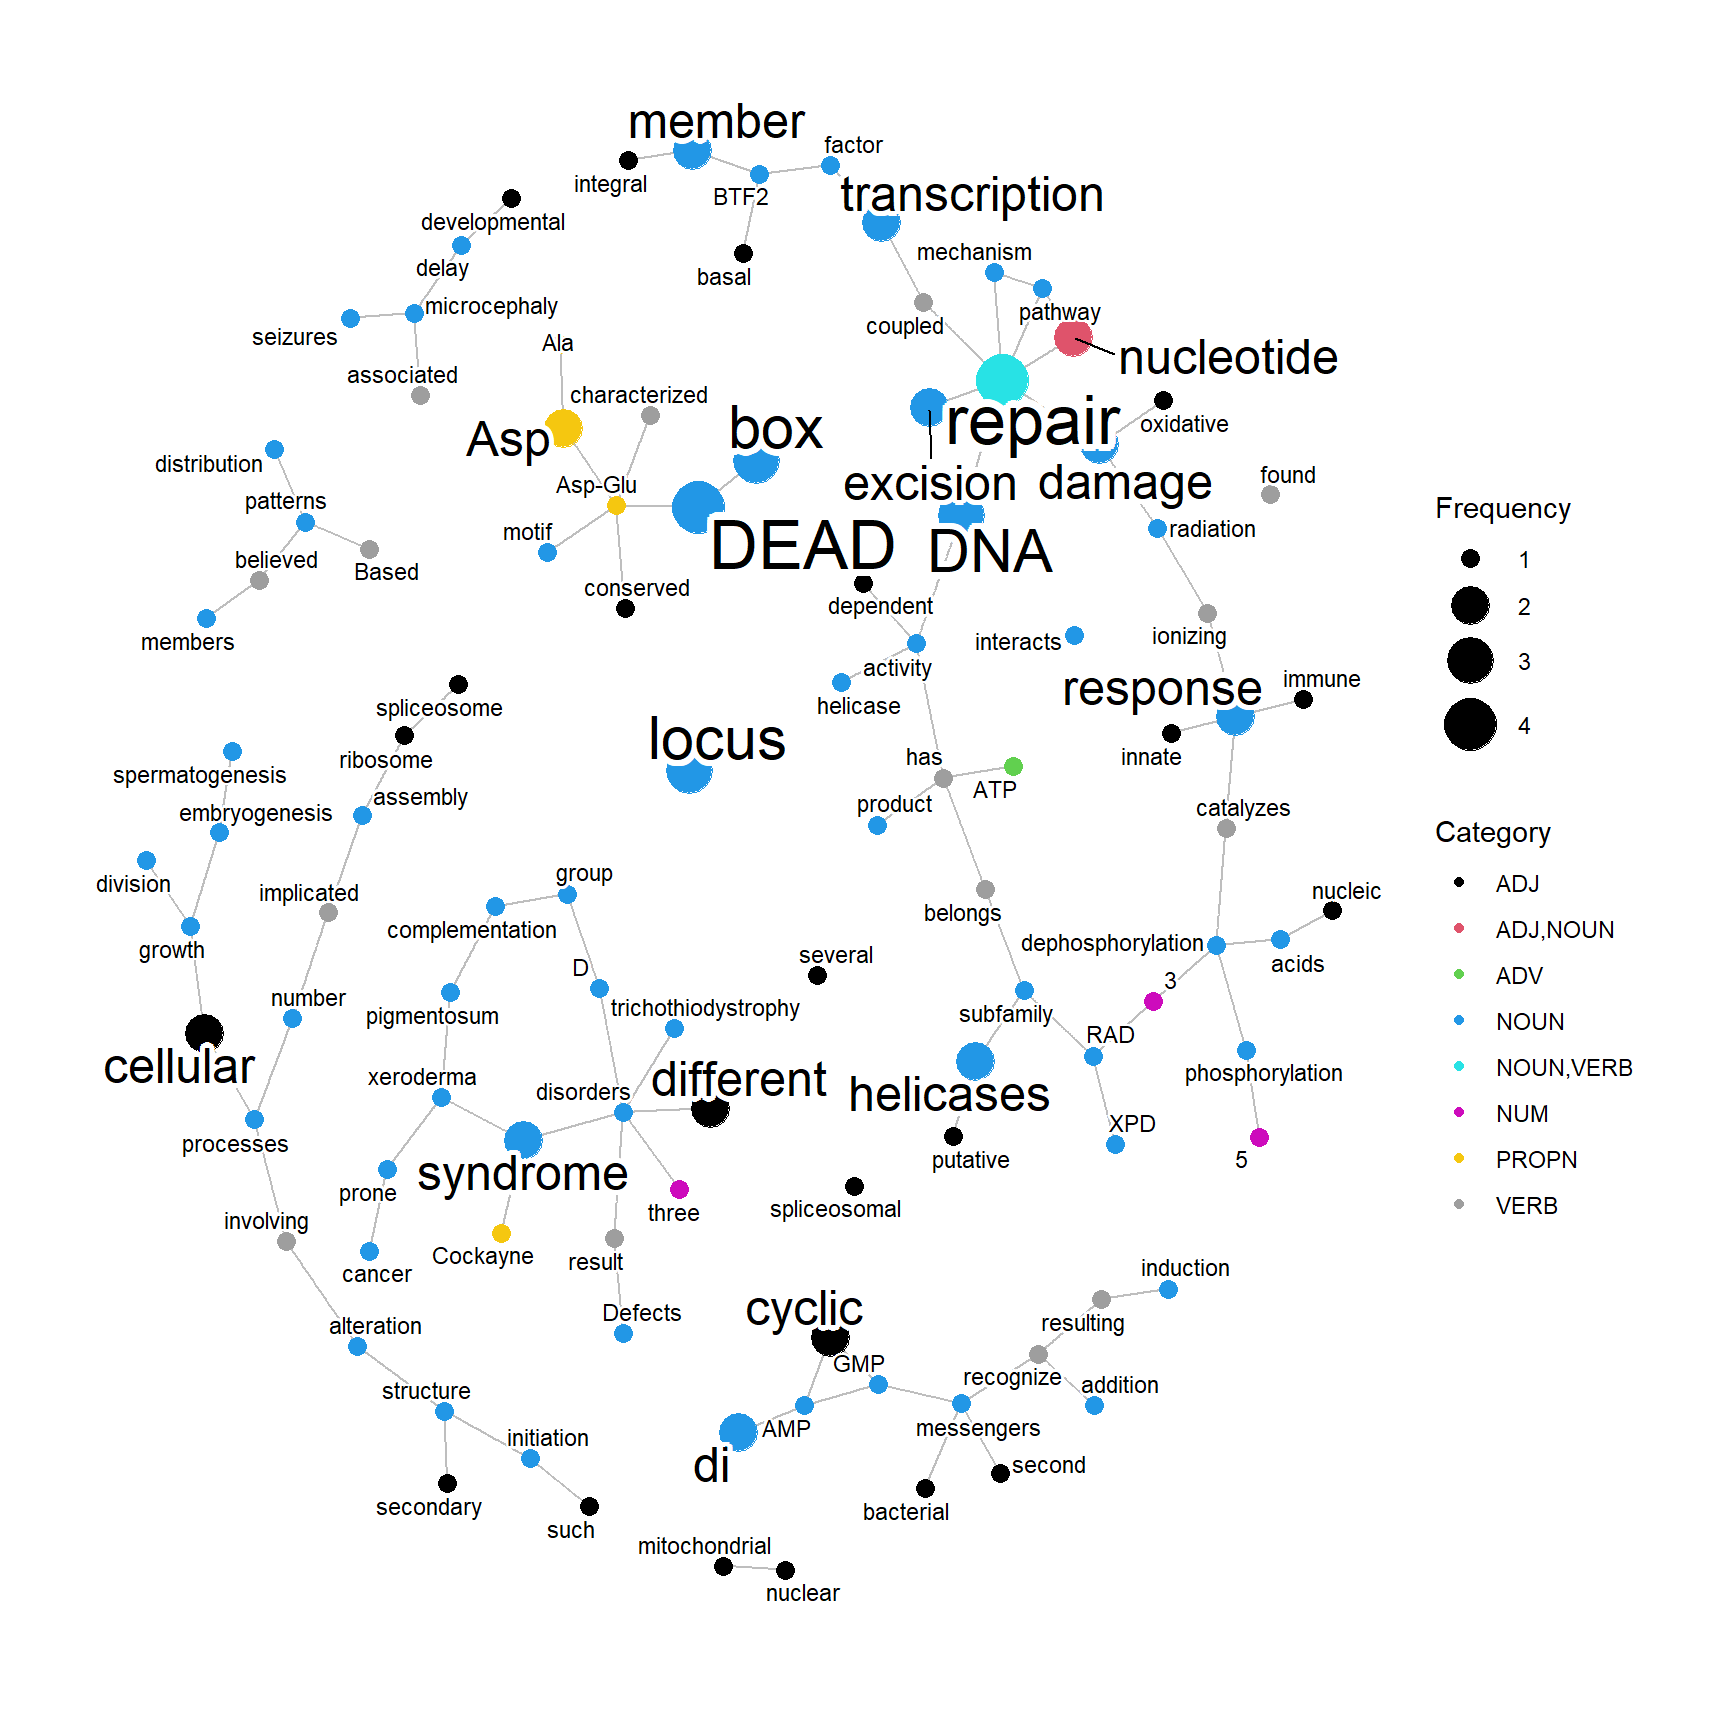 member
factor
integral
BTF2
transcription
developmental
delay
mechanism
basal
microcephaly
pathway
seizures
coupled
Ala
nucleotide
associated
characterized
box
repair
oxidative
Asp
distribution
Asp-Glu
excision
damage
found
patterns
motif
DEAD
DNA
radiation
believed
Based
conserved
dependent
members
interacts
ionizing
activity
response
immune
spliceosome
helicase
locus
innate
ribosome
has
spermatogenesis
assembly
ATP
embryogenesis
product
catalyzes
division
implicated
group
nucleic
growth
complementation
belongs
several
dephosphorylation
acids
D
3
number
trichothiodystrophy
pigmentosum
subfamily
RAD
cellular
xeroderma
disorders
different
helicases
phosphorylation
processes
XPD
syndrome
putative
5
prone
three
spliceosomal
involving
Cockayne
result
cancer
induction
Defects
cyclic
alteration
resulting
GMP
structure
recognize
addition
di
AMP
messengers
initiation
second
secondary
bacterial
such
mitochondrial
nuclear
Frequency
1
2
3
4
Category
ADJ
ADJ,NOUN
ADV
NOUN
NOUN,VERB
NUM
PROPN
VERB